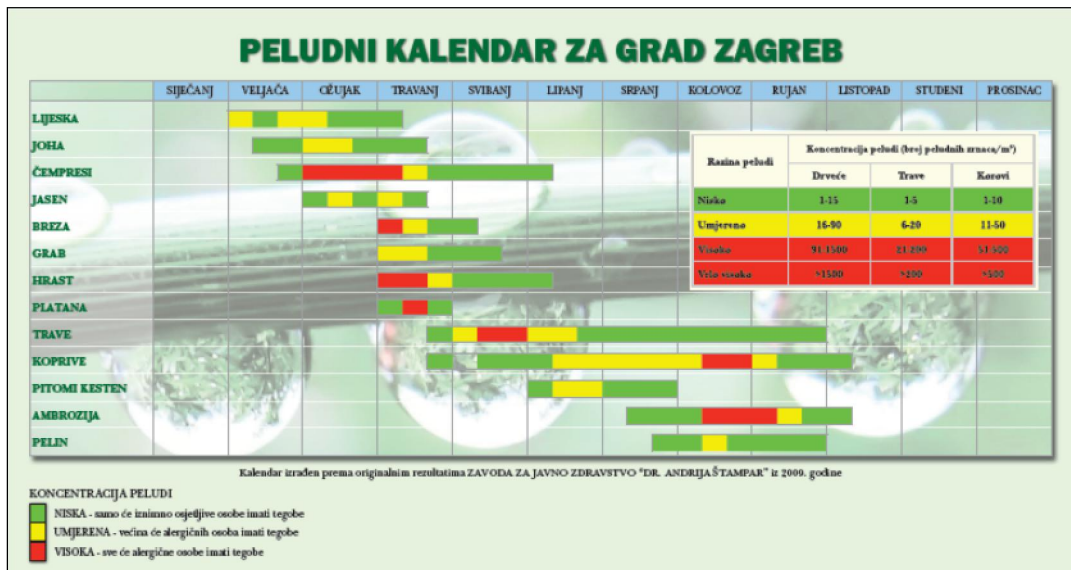 PELUDNI KALENDAR ZA GRAD ZAGREB
SIJEČANJ VELJAČA OŽUJAK TRAVANJ SVIBANJ LIPANJ SRPANJ KOLOVOZ RUJAN LISTOPAD STUDENI PROSINAC
LIJESKA
JOHA
ČEMPRESI
JASEN
BREZA
GRAB
HRAST
PLATANA
TRAVE
KOPRIVE
PITOMI KESTEN
AMBROZIJA
PELIN
Razina peludi
Koncentracija peludi (broj peludnih zrnaca/m³)
Drveće Trave Korovi
Nisko 1-15 1-5 1-10
Umjereno 16-90 6-20 11-50
Visoko 91-1500 21-200 51-500
Vrlo visoko >1500 >200 >500
Kalendar izrađen prema originalnim rezultatima ZAVODA ZA JAVNO ZDRAVSTVO "DR. ANDRIJA ŠTAMPAR" iz 2009. godine
KONCENTRACIJA PELUDI
NISKA - samo će iznimno osjetljive osobe imati tegobe
UMJERENA - većina će alergičnih osoba imati tegobe
VISOKA - sve će alergične osobe imati tegobe